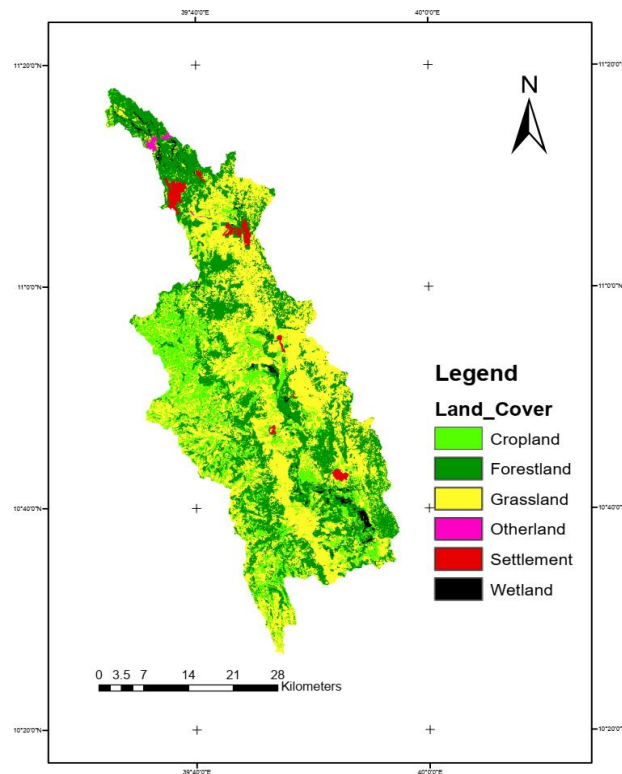 39°40'0"E 40°0'0"E
11°20'0"N 11°20'0"N
N
11°0'0"N 11°0'0"N
Legend
Land_Cover
Cropland
Forestland
Grassland
Otherland
Settlement
Wetland
10°40'0"N 10°40'0"N
0 3.5 7 14 21 28
Kilometers
10°20'0"N 10°20'0"N
39°40'0"E 40°0'0"E